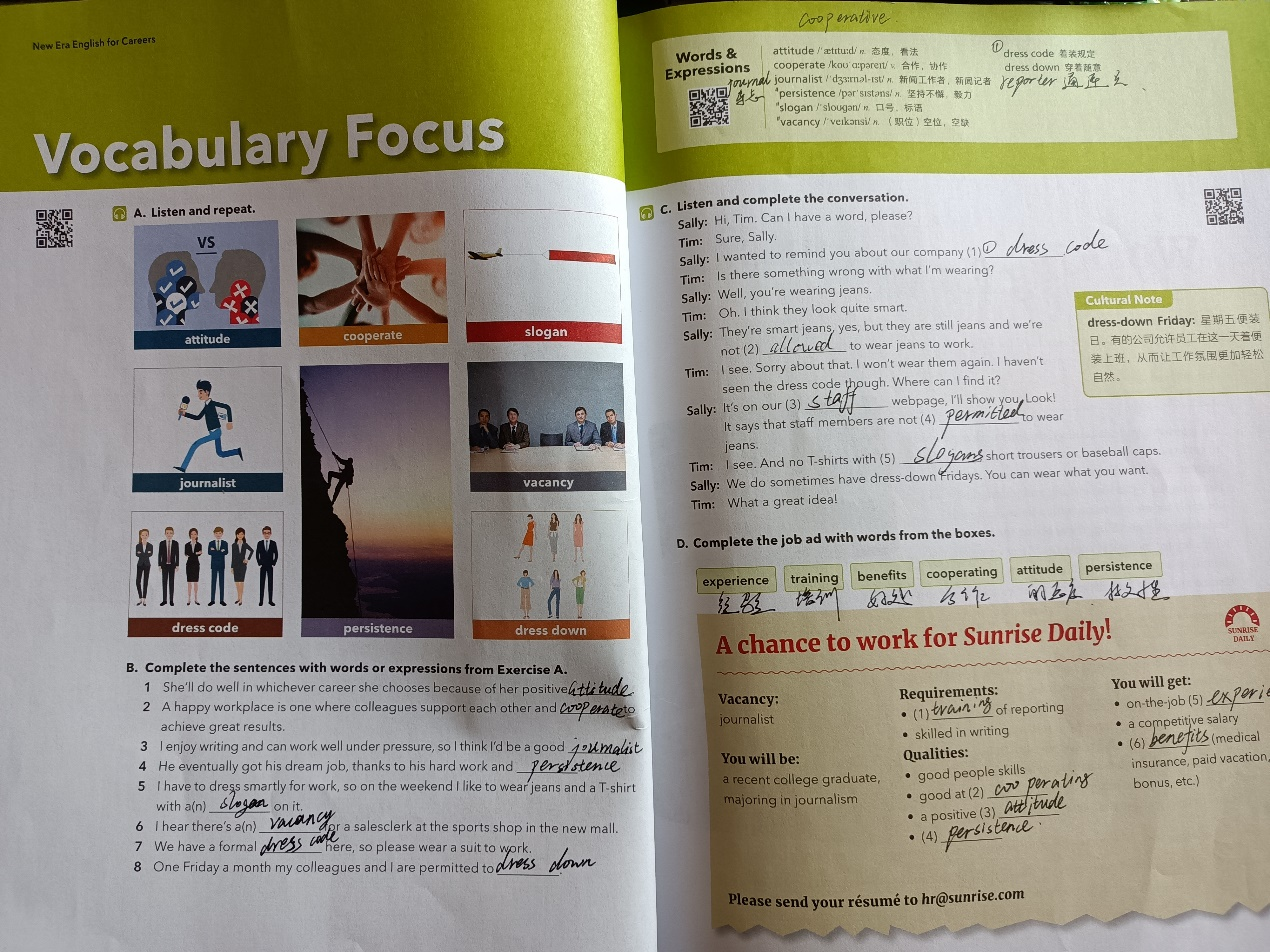 New Era English for Careers
Vocabulary Focus
A. Listen and repeat.
VS
attitude
cooperate
slogan
journalist
persistence
vacancy
dress code
dress down
B. Complete the sentences with words or expressions from Exercise A.
1 She'll do well in whichever career she chooses because of her positive attitude.
2 A happy workplace is one where colleagues support each other and cooperate to
achieve great results.
3 I enjoy writing and can work well under pressure, so I think I'd be a good journalist
4 He eventually got his dream job, thanks to his hard work and persistence
5 I have to dress smartly for work, so on the weekend I like to wear jeans and a T-shirt
with a(n) slogan on it.
6 I hear there's a(n) vacancy for a salesclerk at the sports shop in the new mall.
7 We have a formal dress code here, so please wear a suit to work.
8 One Friday a month my colleagues and I are permitted to dress down.
cooperative.
Words &
Expressions
journal
attitude /ˈætɪtuːd/ n. 态度，看法
cooperate /koʊˈɑːpəreɪt/ v. 合作，协作
journalist /ˈdʒɜːrnəl-ɪst/ n. 新闻工作者，新闻记者
*persistence /pərˈsɪstəns/ n. 坚持不懈，毅力
#slogan /ˈsloʊɡən/ n. 口号，标语
#vacancy /ˈveɪkənsi/ n. （职位）空位，空缺
① dress code 着装规定
dress down 穿着随意
reporter
C. Listen and complete the conversation.
Sally: Hi, Tim. Can I have a word, please?
Tim: Sure, Sally.
Sally: I wanted to remind you about our company (1) ① dress code
Tim: Is there something wrong with what I'm wearing?
Sally: Well, you're wearing jeans.
Tim: Oh. I think they look quite smart.
Sally: They're smart jeans, yes, but they are still jeans and we're
not (2) allowed to wear jeans to work.
Tim: I see. Sorry about that. I won't wear them again. I haven't
seen the dress code though. Where can I find it?
Sally: It's on our (3) staff webpage, I'll show you. Look!
It says that staff members are not (4) permitted to wear
jeans.
Tim: I see. And no T-shirts with (5) slogans short trousers or baseball caps.
Sally: We do sometimes have dress-down Fridays. You can wear what you want.
Tim: What a great idea!
Cultural Note
dress-down Friday: 星期五便装
日。有的公司允许员工在这一天着便
装上班，从而让工作氛围更加轻松
自然。
D. Complete the job ad with words from the boxes.
experience training benefits cooperating attitude persistence
经验 培训 好处 合作
A chance to work for Sunrise Daily!
SUNRISE
DAILY
Vacancy:
journalist
You will be:
a recent college graduate,
majoring in journalism
Requirements:
• (1) training of reporting
• skilled in writing
Qualities:
• good people skills
• good at (2) cooperating
• a positive (3) attitude
• (4) persistence.
You will get:
• on-the-job (5) experie
• a competitive salary
• (6) benefits (medical
insurance, paid vacation,
bonus, etc.)
Please send your résumé to hr@sunrise.com